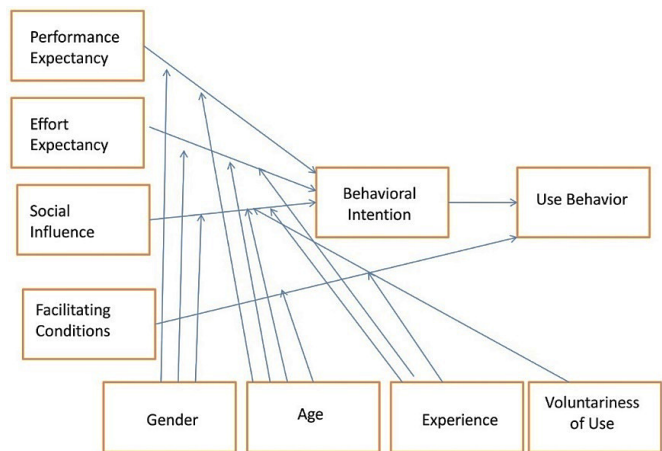 Performance
Expectancy
Effort
Expectancy
Social
Influence
Facilitating
Conditions
Behavioral
Intention
Use Behavior
Gender
Age
Experience
Voluntariness
of Use